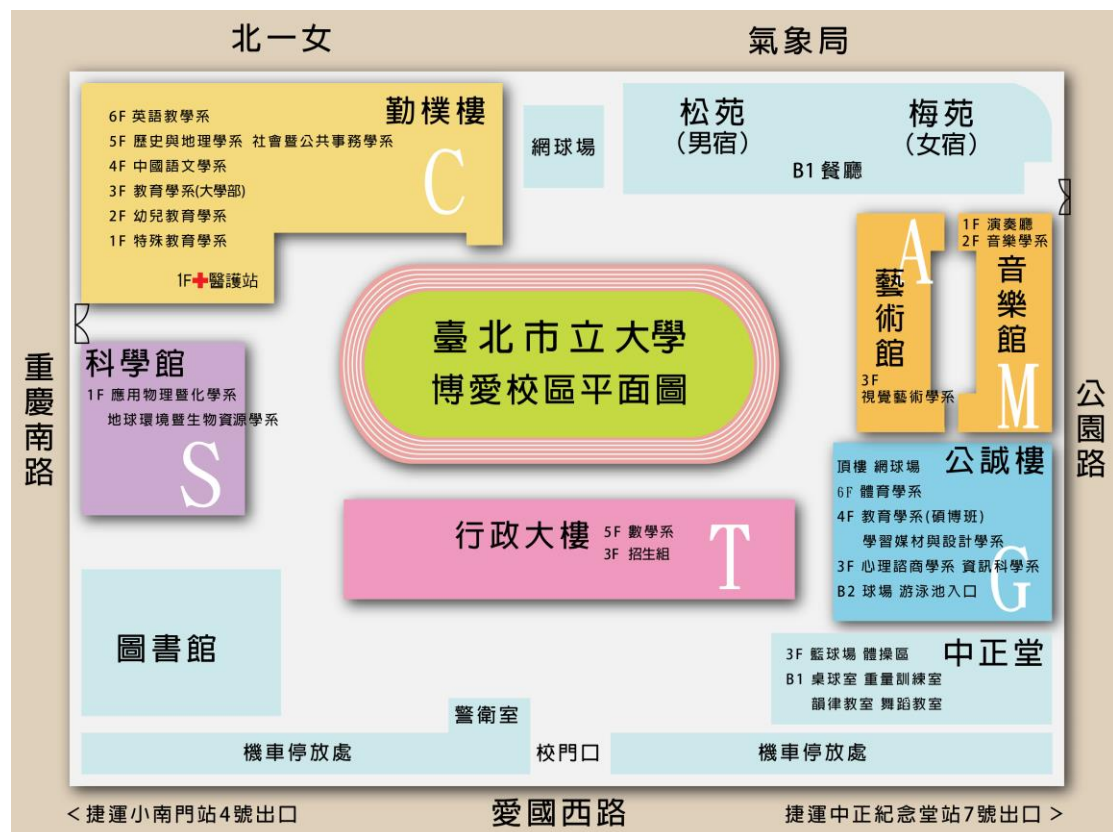 北一女
氣象局
勤樸樓
6F 英語教學系
5F 歷史與地理學系 社會暨公共事務學系
4F 中國語文學系
3F 教育學系(大學部)
2F 幼兒教育學系
1F 特殊教育學系
C
1F 醫護站
網球場
松苑
(男宿)
梅苑
(女宿)
B1 餐廳
A
藝術館
3F
視覺藝術學系
1F 演奏廳
2F 音樂學系
音樂館
M
臺北市立大學
博愛校區平面圖
重慶南路
公園路
科學館
1F 應用物理暨化學系
地球環境暨生物資源學系
S
行政大樓
5F 數學系
3F 招生組
T
公誠樓
頂樓 網球場
6F 體育學系
4F 教育學系(碩博班)
學習媒材與設計學系
3F 心理諮商學系 資訊科學系
B2 球場 游泳池入口
G
圖書館
中正堂
3F 籃球場 體操區
B1 桌球室 重量訓練室
韻律教室 舞蹈教室
警衛室
機車停放處
校門口
機車停放處
<捷運小南門站4號出口
愛國西路
捷運中正紀念堂站7號出口>